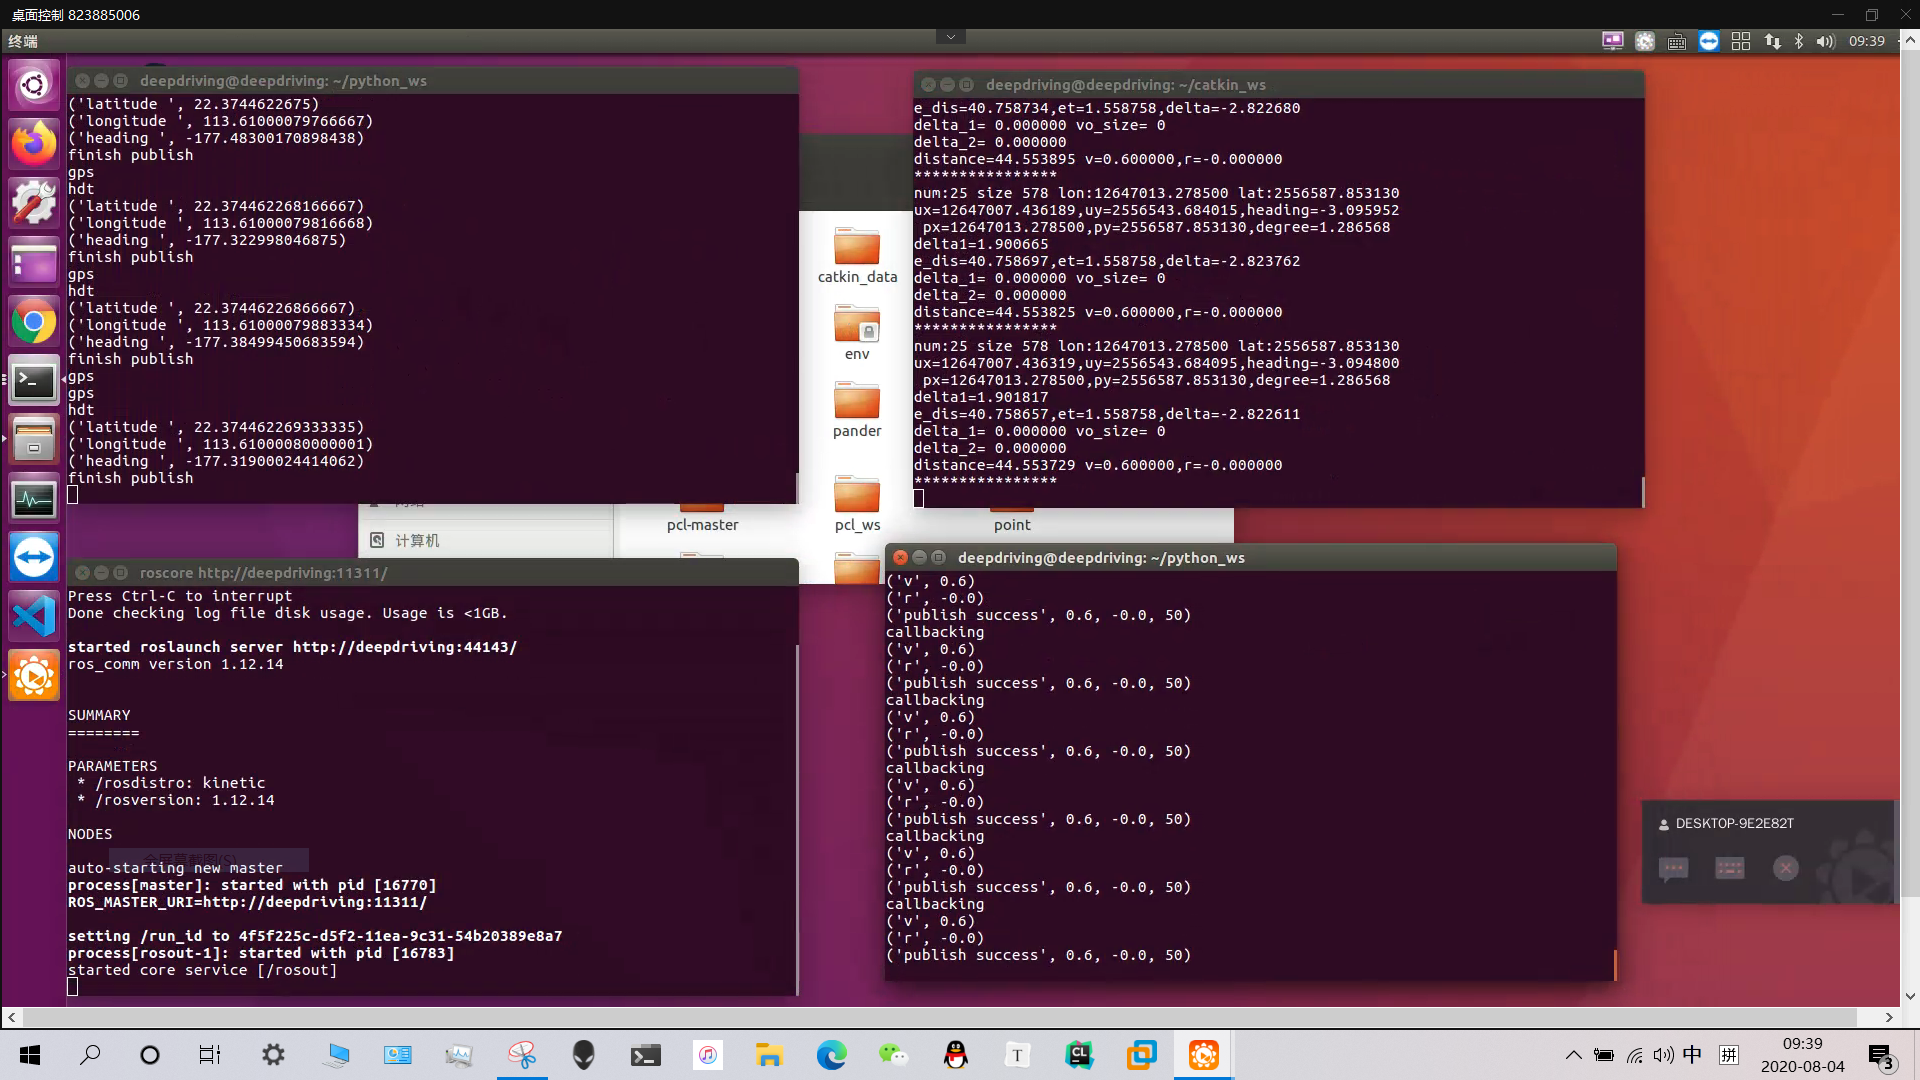 桌面控制 823885006
终端
09:39
deepdriving@deepdriving: ~/python_ws
('latitude ', 22.3744622675)
('longitude ', 113.61000079766667)
('heading ', -177.48300170898438)
finish publish
gps
hdt
('latitude ', 22.374462268166667)
('longitude ', 113.61000079816668)
('heading ', -177.322998046875)
finish publish
gps
hdt
('latitude ', 22.37446226866667)
('longitude ', 113.61000079883334)
('heading ', -177.38499450683594)
finish publish
gps
gps
hdt
('latitude ', 22.374462269333335)
('longitude ', 113.61000080000001)
('heading ', -177.31900024414062)
finish publish
catkin_data
env
pander
pcl-master
pcl_ws
point
计算机
deepdriving@deepdriving: ~/catkin_ws
e_dis=40.758734,et=1.558758,delta=-2.822680
delta_1= 0.000000 vo_size= 0
delta_2= 0.000000
distance=44.553895 v=0.600000,r=-0.000000
****************
num:25 size 578 lon:12647013.278500 lat:2556587.853130
ux=12647007.436189,uy=2556543.684015,heading=-3.095952
px=12647013.278500,py=2556587.853130,degree=1.286568
delta1=1.900665
e_dis=40.758697,et=1.558758,delta=-2.823762
delta_1= 0.000000 vo_size= 0
delta_2= 0.000000
distance=44.553825 v=0.600000,r=-0.000000
****************
num:25 size 578 lon:12647013.278500 lat:2556587.853130
ux=12647007.436319,uy=2556543.684095,heading=-3.094800
px=12647013.278500,py=2556587.853130,degree=1.286568
delta1=1.901817
e_dis=40.758657,et=1.558758,delta=-2.822611
delta_1= 0.000000 vo_size= 0
delta_2= 0.000000
distance=44.553729 v=0.600000,r=-0.000000
****************
roscore http://deepdriving:11311/
Press Ctrl-C to interrupt
Done checking log file disk usage. Usage is <1GB.
started roslaunch server http://deepdriving:44143/
ros_comm version 1.12.14
SUMMARY
========
PARAMETERS
* /rosdistro: kinetic
* /rosversion: 1.12.14
NODES
auto-starting new master
process[master]: started with pid [16770]
ROS_MASTER_URI=http://deepdriving:11311/
setting /run_id to 4f5f225c-d5f2-11ea-9c31-54b20389e8a7
process[rosout-1]: started with pid [16783]
started core service [/rosout]
deepdriving@deepdriving: ~/python_ws
('v', 0.6)
('r', -0.0)
('publish success', 0.6, -0.0, 50)
callbacking
('v', 0.6)
('r', -0.0)
('publish success', 0.6, -0.0, 50)
callbacking
('v', 0.6)
('r', -0.0)
('publish success', 0.6, -0.0, 50)
callbacking
('v', 0.6)
('r', -0.0)
('publish success', 0.6, -0.0, 50)
callbacking
('v', 0.6)
('r', -0.0)
('publish success', 0.6, -0.0, 50)
callbacking
('v', 0.6)
('r', -0.0)
('publish success', 0.6, -0.0, 50)
DESKTOP-9E2E82T
T
CL
中
拼
09:39
2020-08-04
3